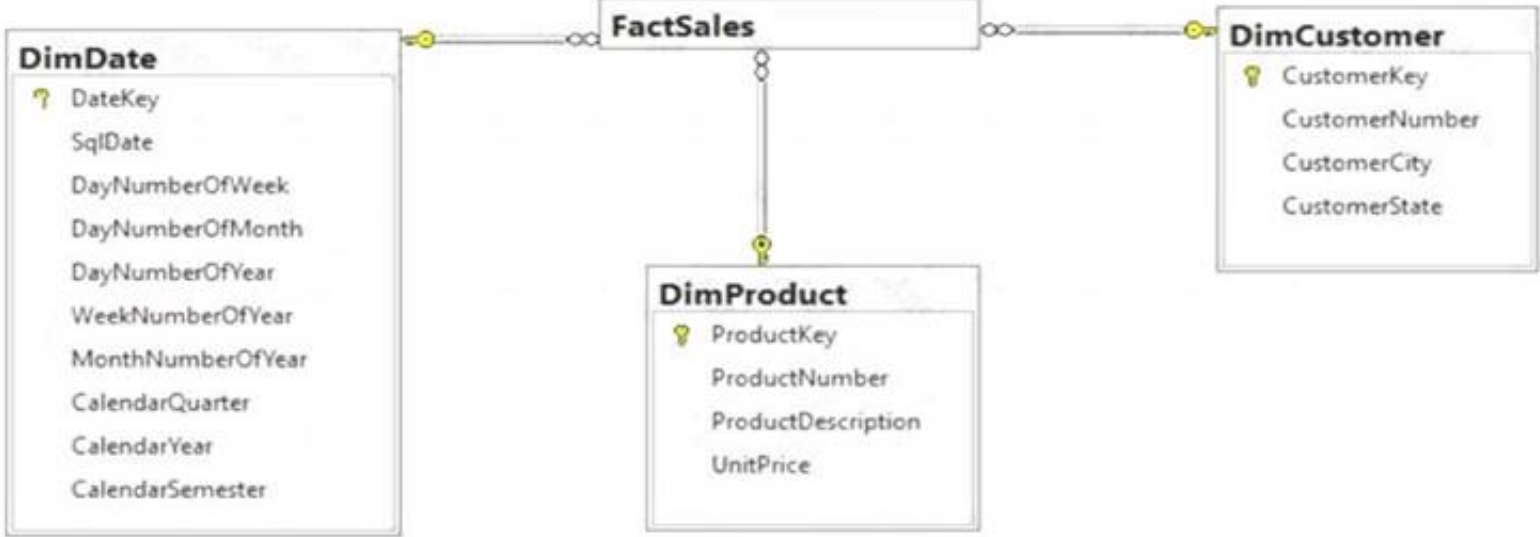 FactSales
DimDate
DateKey
SqlDate
DayNumberOfWeek
DayNumberOfMonth
DayNumberOfYear
WeekNumberOfYear
MonthNumberOfYear
CalendarQuarter
CalendarYear
CalendarSemester
DimProduct
ProductKey
ProductNumber
ProductDescription
UnitPrice
DimCustomer
CustomerKey
CustomerNumber
CustomerCity
CustomerState